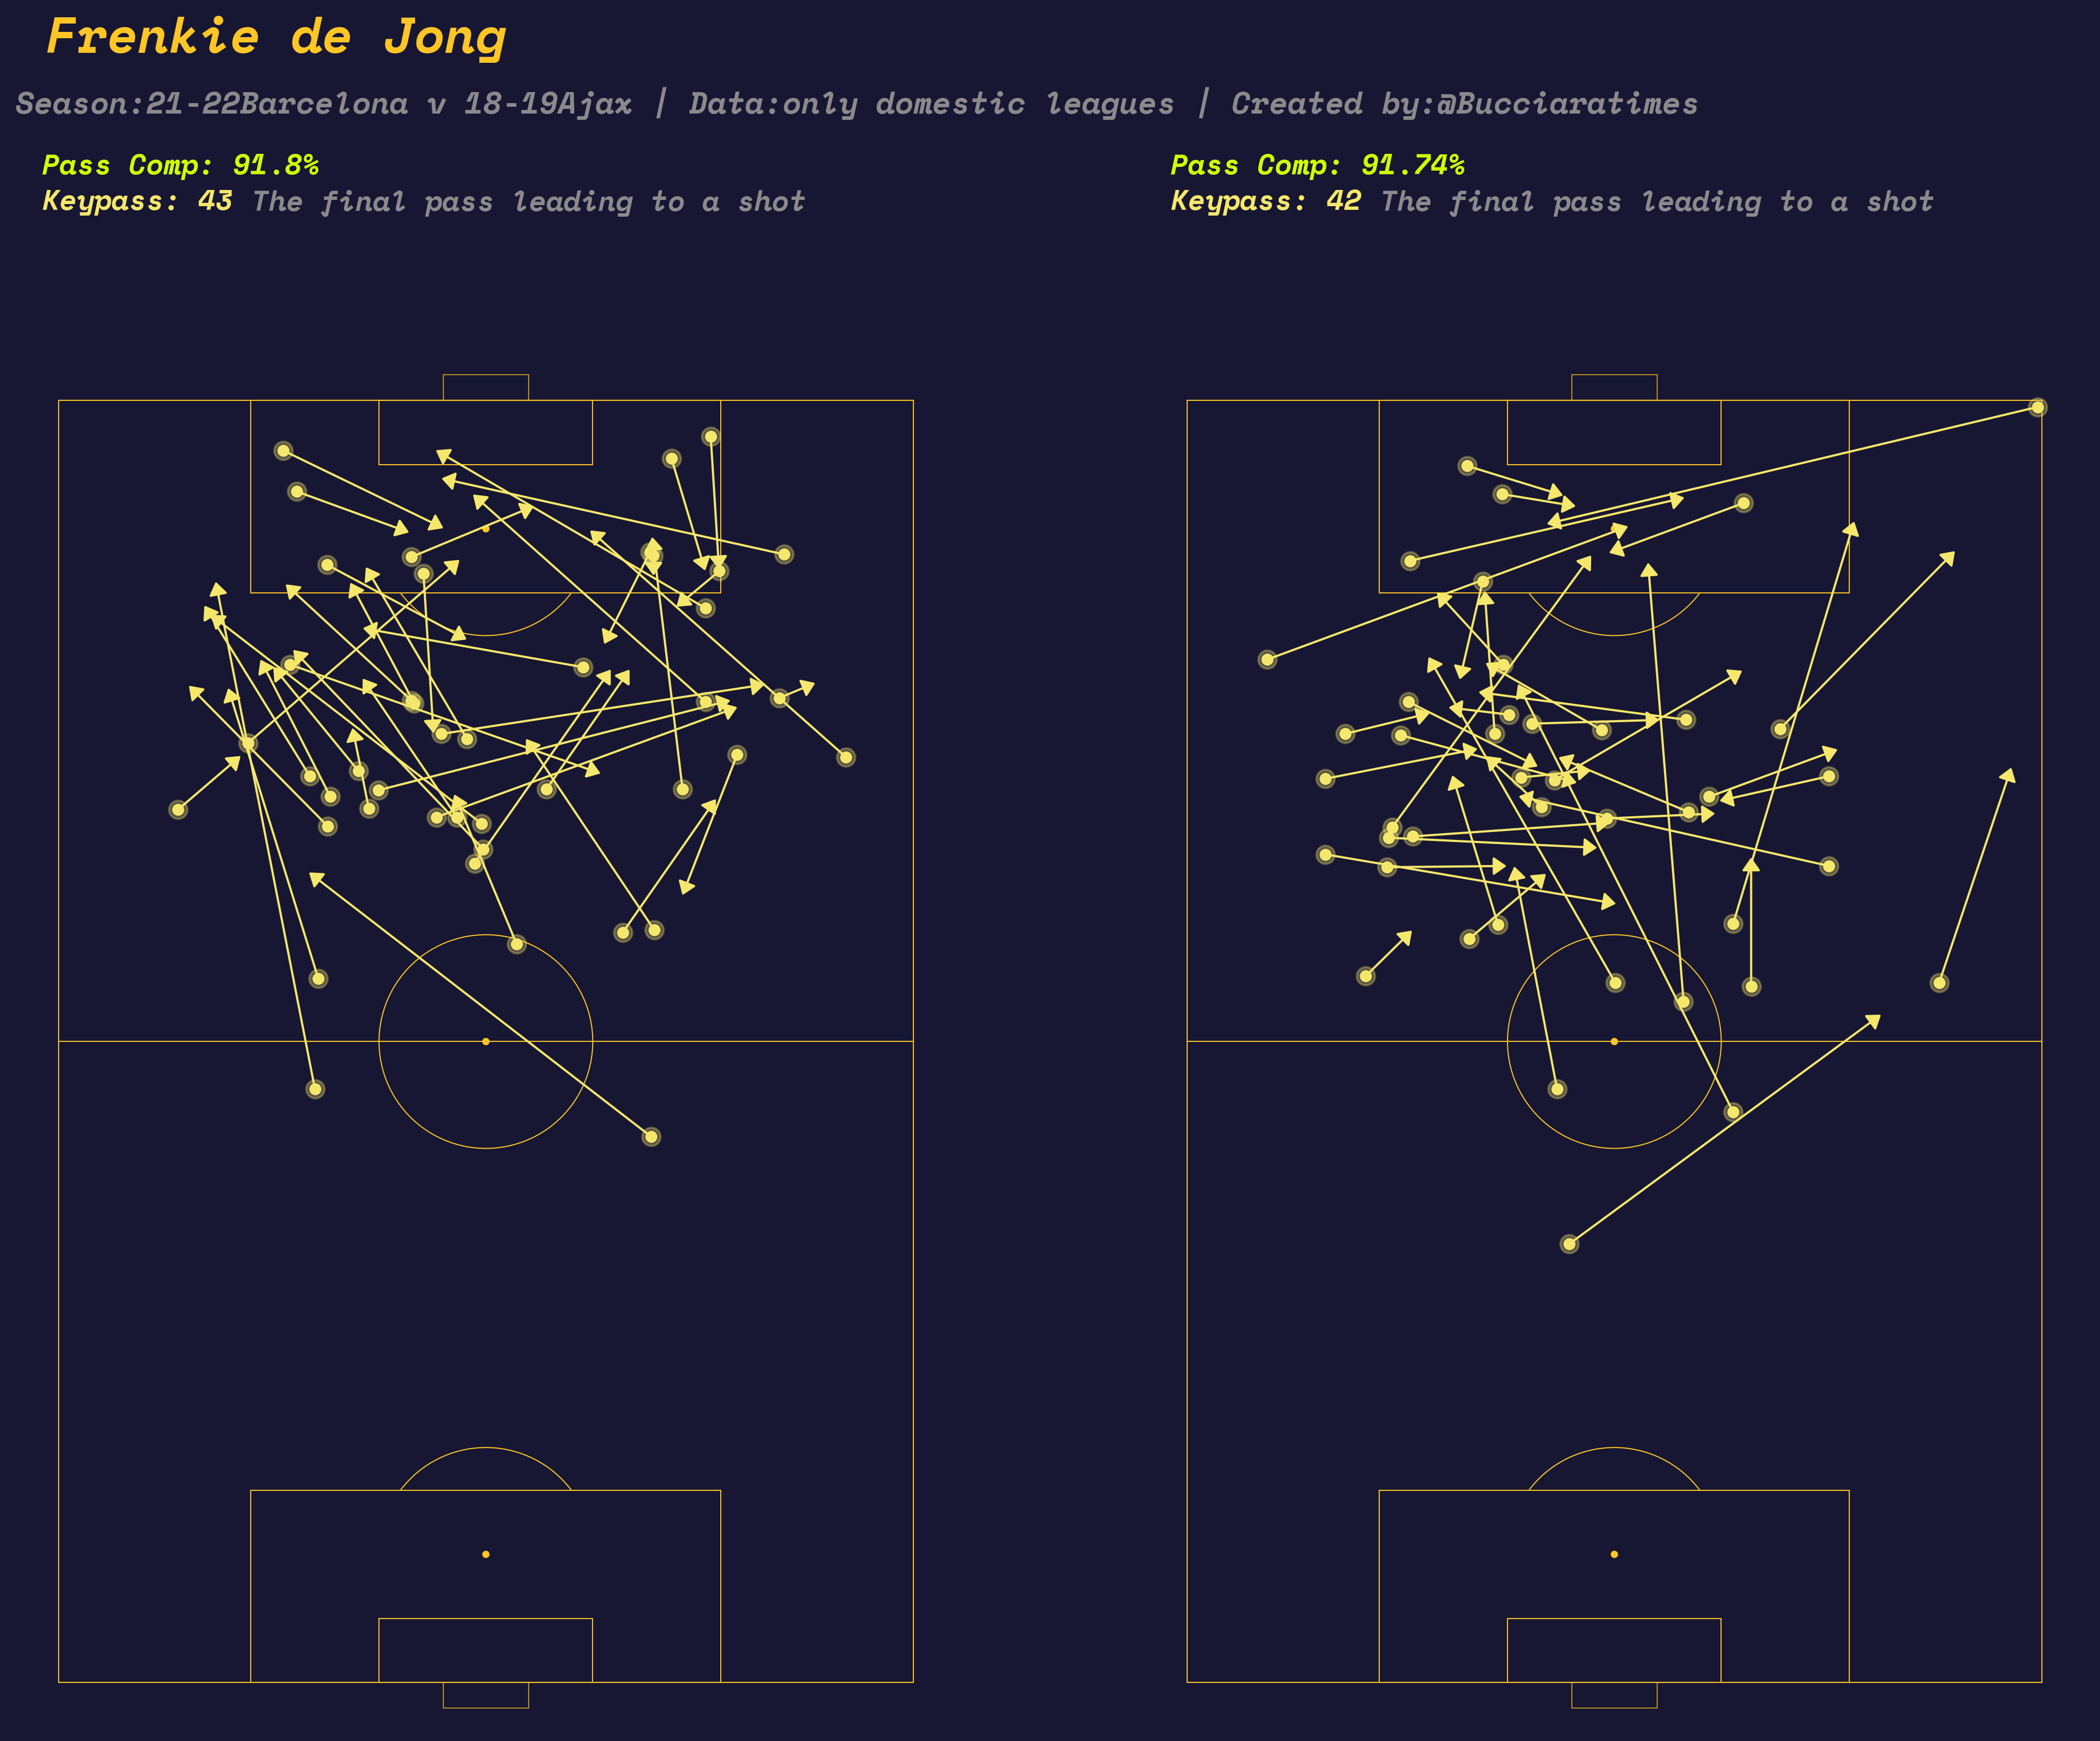 Frenkie de Jong
Season:21-22Barcelona v 18-19Ajax | Data:only domestic leagues | Created by:@Bucciaratimes
Pass Comp: 91.8%
Keypass: 43 The final pass leading to a shot
Pass Comp: 91.74%
Keypass: 42 The final pass leading to a shot